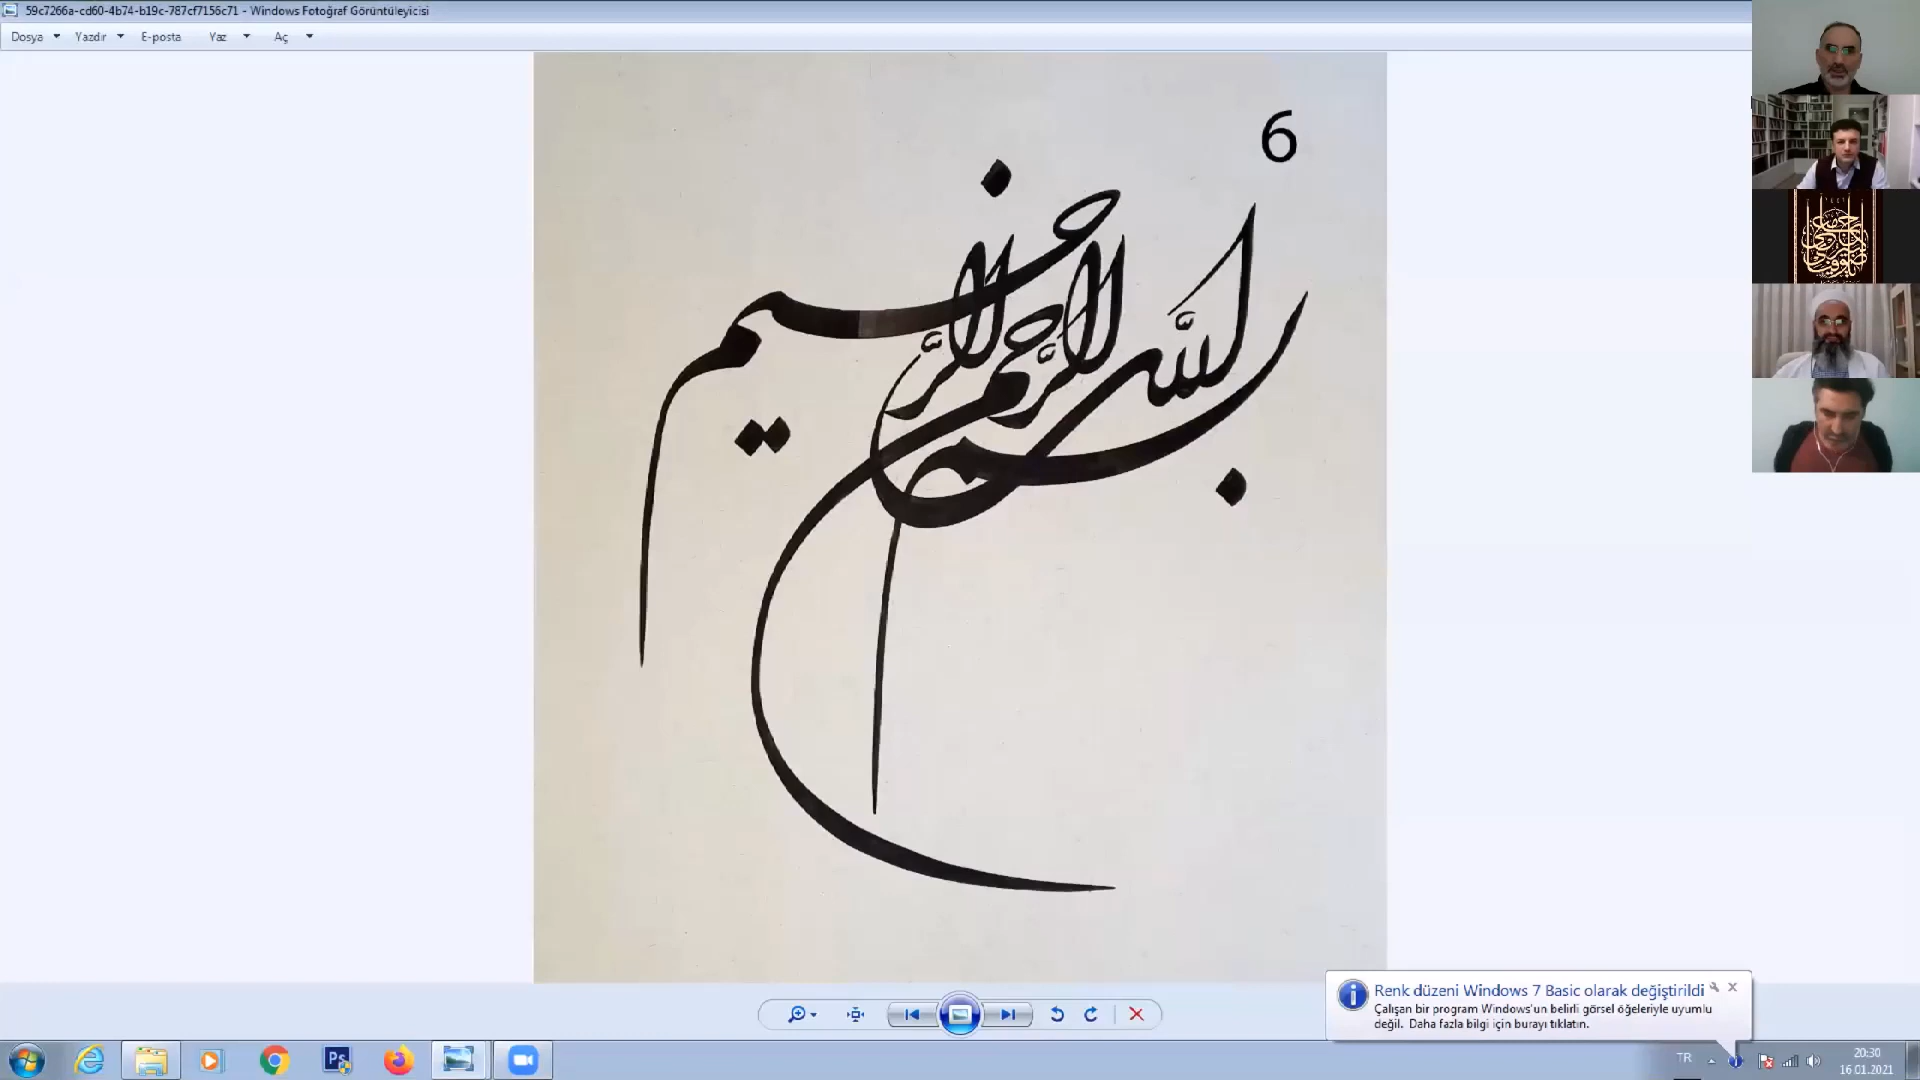 59c7266a-cd60-4b74-b19c-787cf7156c71 - Windows Fotoğraf Görüntüleyicisi
Dosya Yazdır E-posta Yaz Aç
6
بسم الله الرحمن الرحيم
Renk düzeni Windows 7 Basic olarak değiştirildi
Çalışan bir program Windows'un belirli görsel öğeleriyle uyumlu
değil. Daha fazla bilgi için burayı tıklatın.
Ps
TR
20:30
16.01.2021